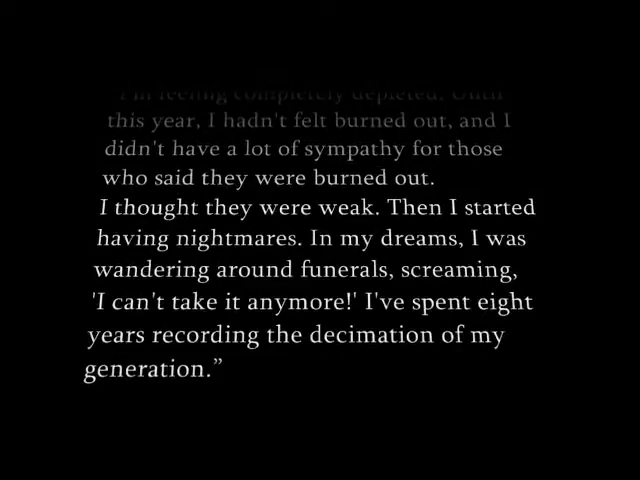 I'm feeling completely depleted. Until
this year, I hadn't felt burned out, and I
didn't have a lot of sympathy for those
who said they were burned out.
I thought they were weak. Then I started
having nightmares. In my dreams, I was
wandering around funerals, screaming,
'I can't take it anymore!' I've spent eight
years recording the decimation of my
generation.”